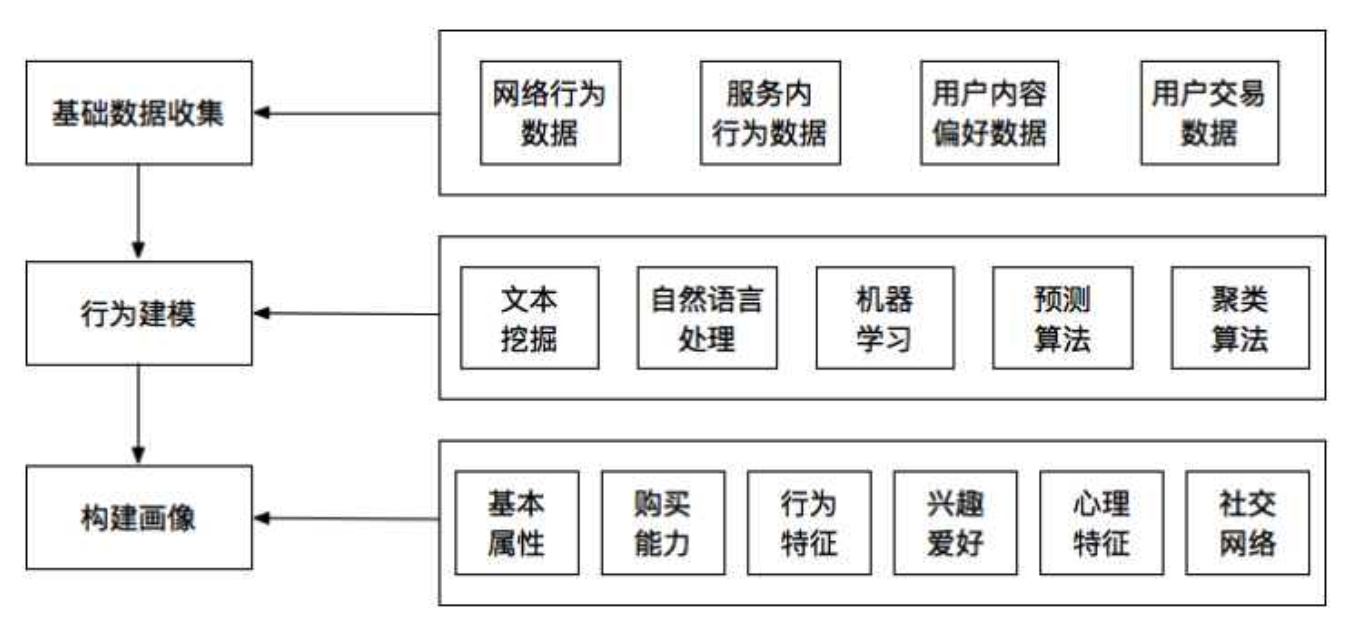 基础数据收集
网络行为
数据
服务内
行为数据
用户内容
偏好数据
用户交易
数据
行为建模
文本
挖掘
自然语言
处理
机器
学习
预测
算法
聚类
算法
构建画像
基本
属性
购买
能力
行为
特征
兴趣
爱好
心理
特征
社交
网络